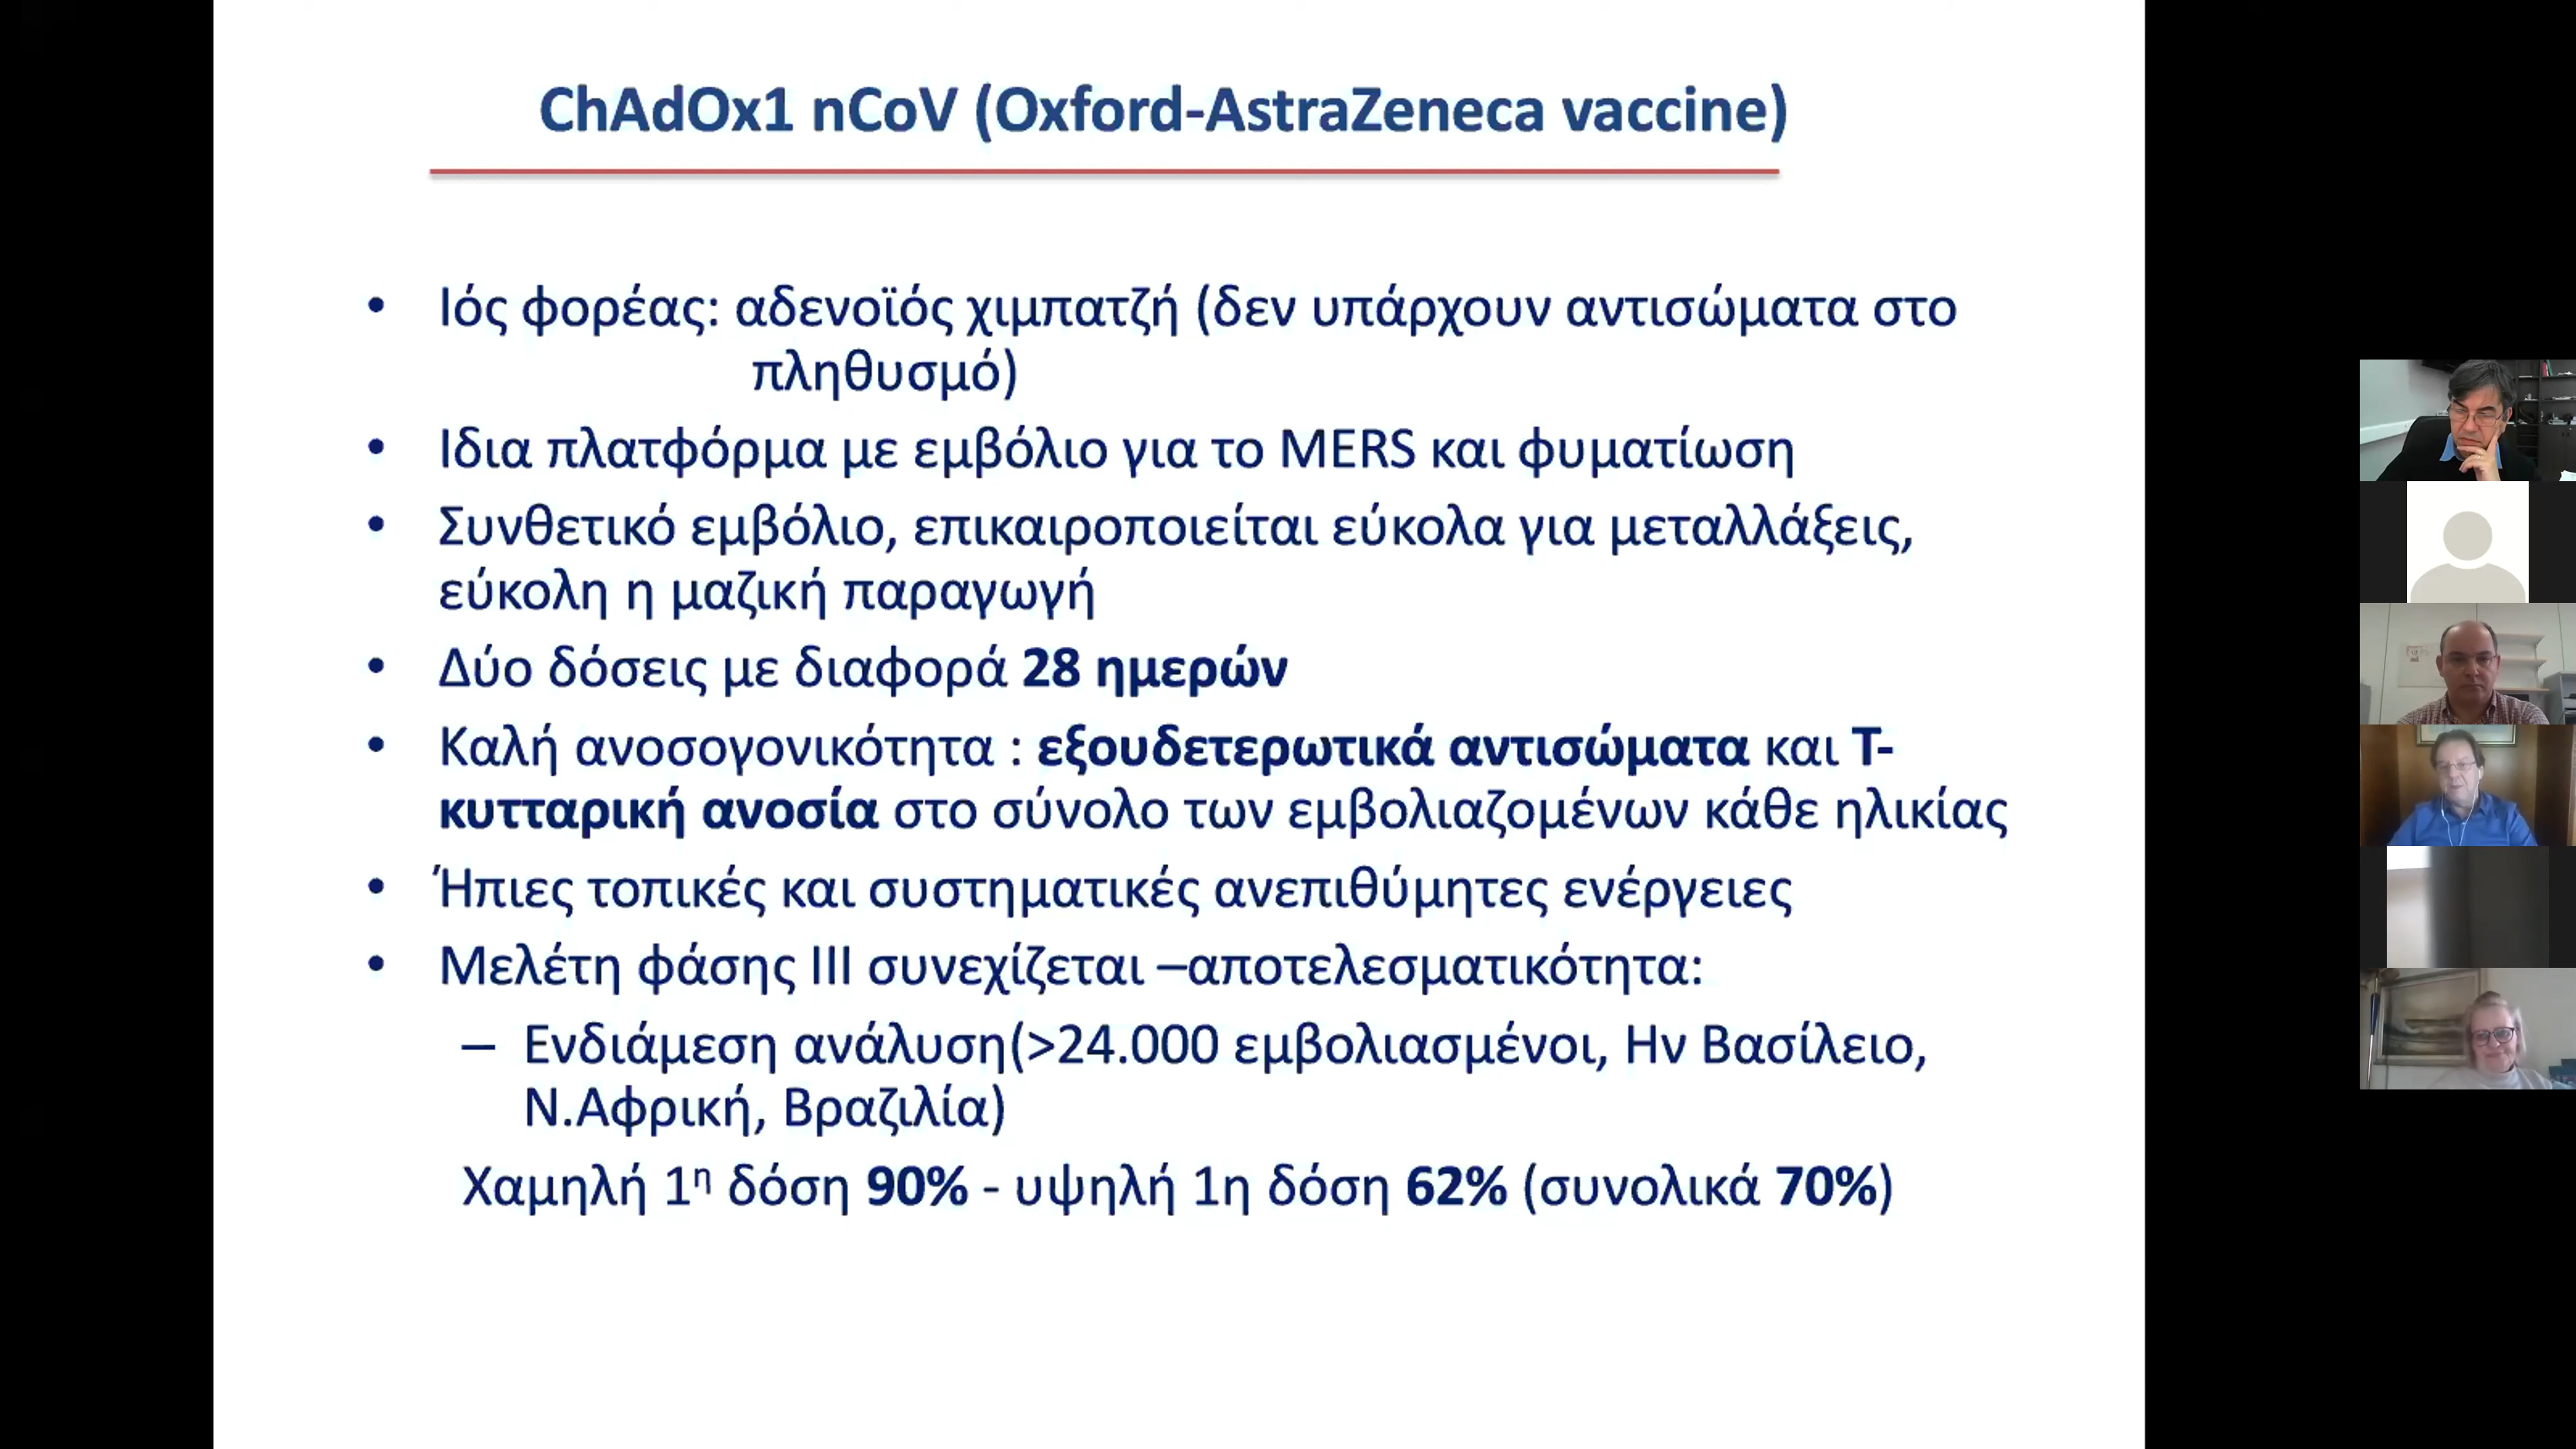 ChAdOx1 nCoV (Oxford-AstraZeneca vaccine)
• Ιός φορέας: αδενοϊός χιμπατζή (δεν υπάρχουν αντισώματα στο
πληθυσμό)
• Ιδια πλατφόρμα με εμβόλιο για το MERS και φυματίωση
• Συνθετικό εμβόλιο, επικαιροποιείται εύκολα για μεταλλάξεις,
εύκολη η μαζική παραγωγή
• Δύο δόσεις με διαφορά 28 ημερών
• Καλή ανοσογονικότητα : εξουδετερωτικά αντισώματα και Τ-
κυτταρική ανοσία στο σύνολο των εμβολιαζομένων κάθε ηλικίας
• Ήπιες τοπικές και συστηματικές ανεπιθύμητες ενέργειες
• Μελέτη φάσης ΙΙΙ συνεχίζεται –αποτελεσματικότητα:
– Ενδιάμεση ανάλυση(>24.000 εμβολιασμένοι, Ην Βασίλειο,
Ν.Αφρική, Βραζιλία)
Χαμηλή 1η δόση 90% - υψηλή 1η δόση 62% (συνολικά 70%)